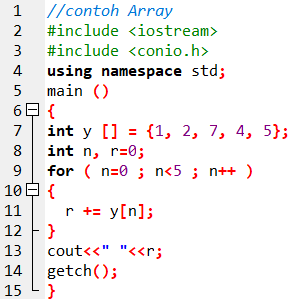 1 //contoh Array
2 #include <iostream>
3 #include <conio.h>
4 using namespace std;
5 main ()
6 {
7 int y [] = {1, 2, 7, 4, 5};
8 int n, r=0;
9 for ( n=0 ; n<5 ; n++ )
10 {
11 r += y[n];
12 }
13 cout<<" "<<r;
14 getch();
15 }